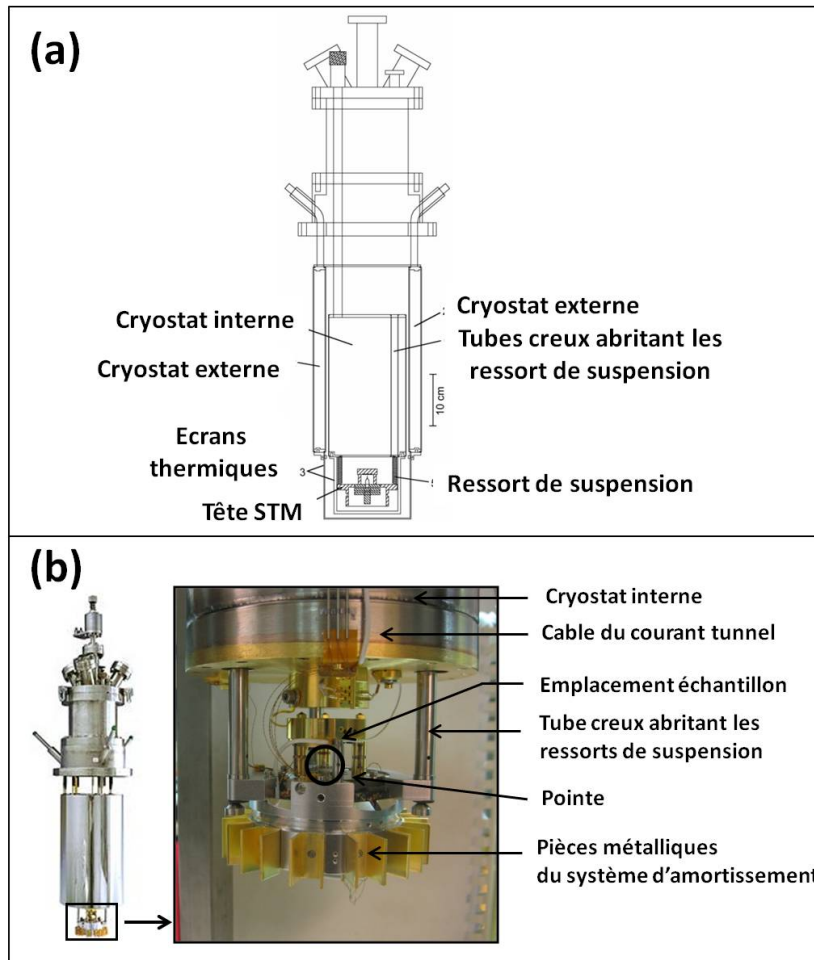 (a)
Cryostat interne
Cryostat externe
Cryostat externe
Tubes creux abritant les
ressort de suspension
10 cm
Ecrans
thermiques
3
Tête STM
Ressort de suspension
(b)
Cryostat interne
Cable du courant tunnel
Emplacement échantillon
Tube creux abritant les
ressorts de suspension
Pointe
Pièces métalliques
du système d'amortissement